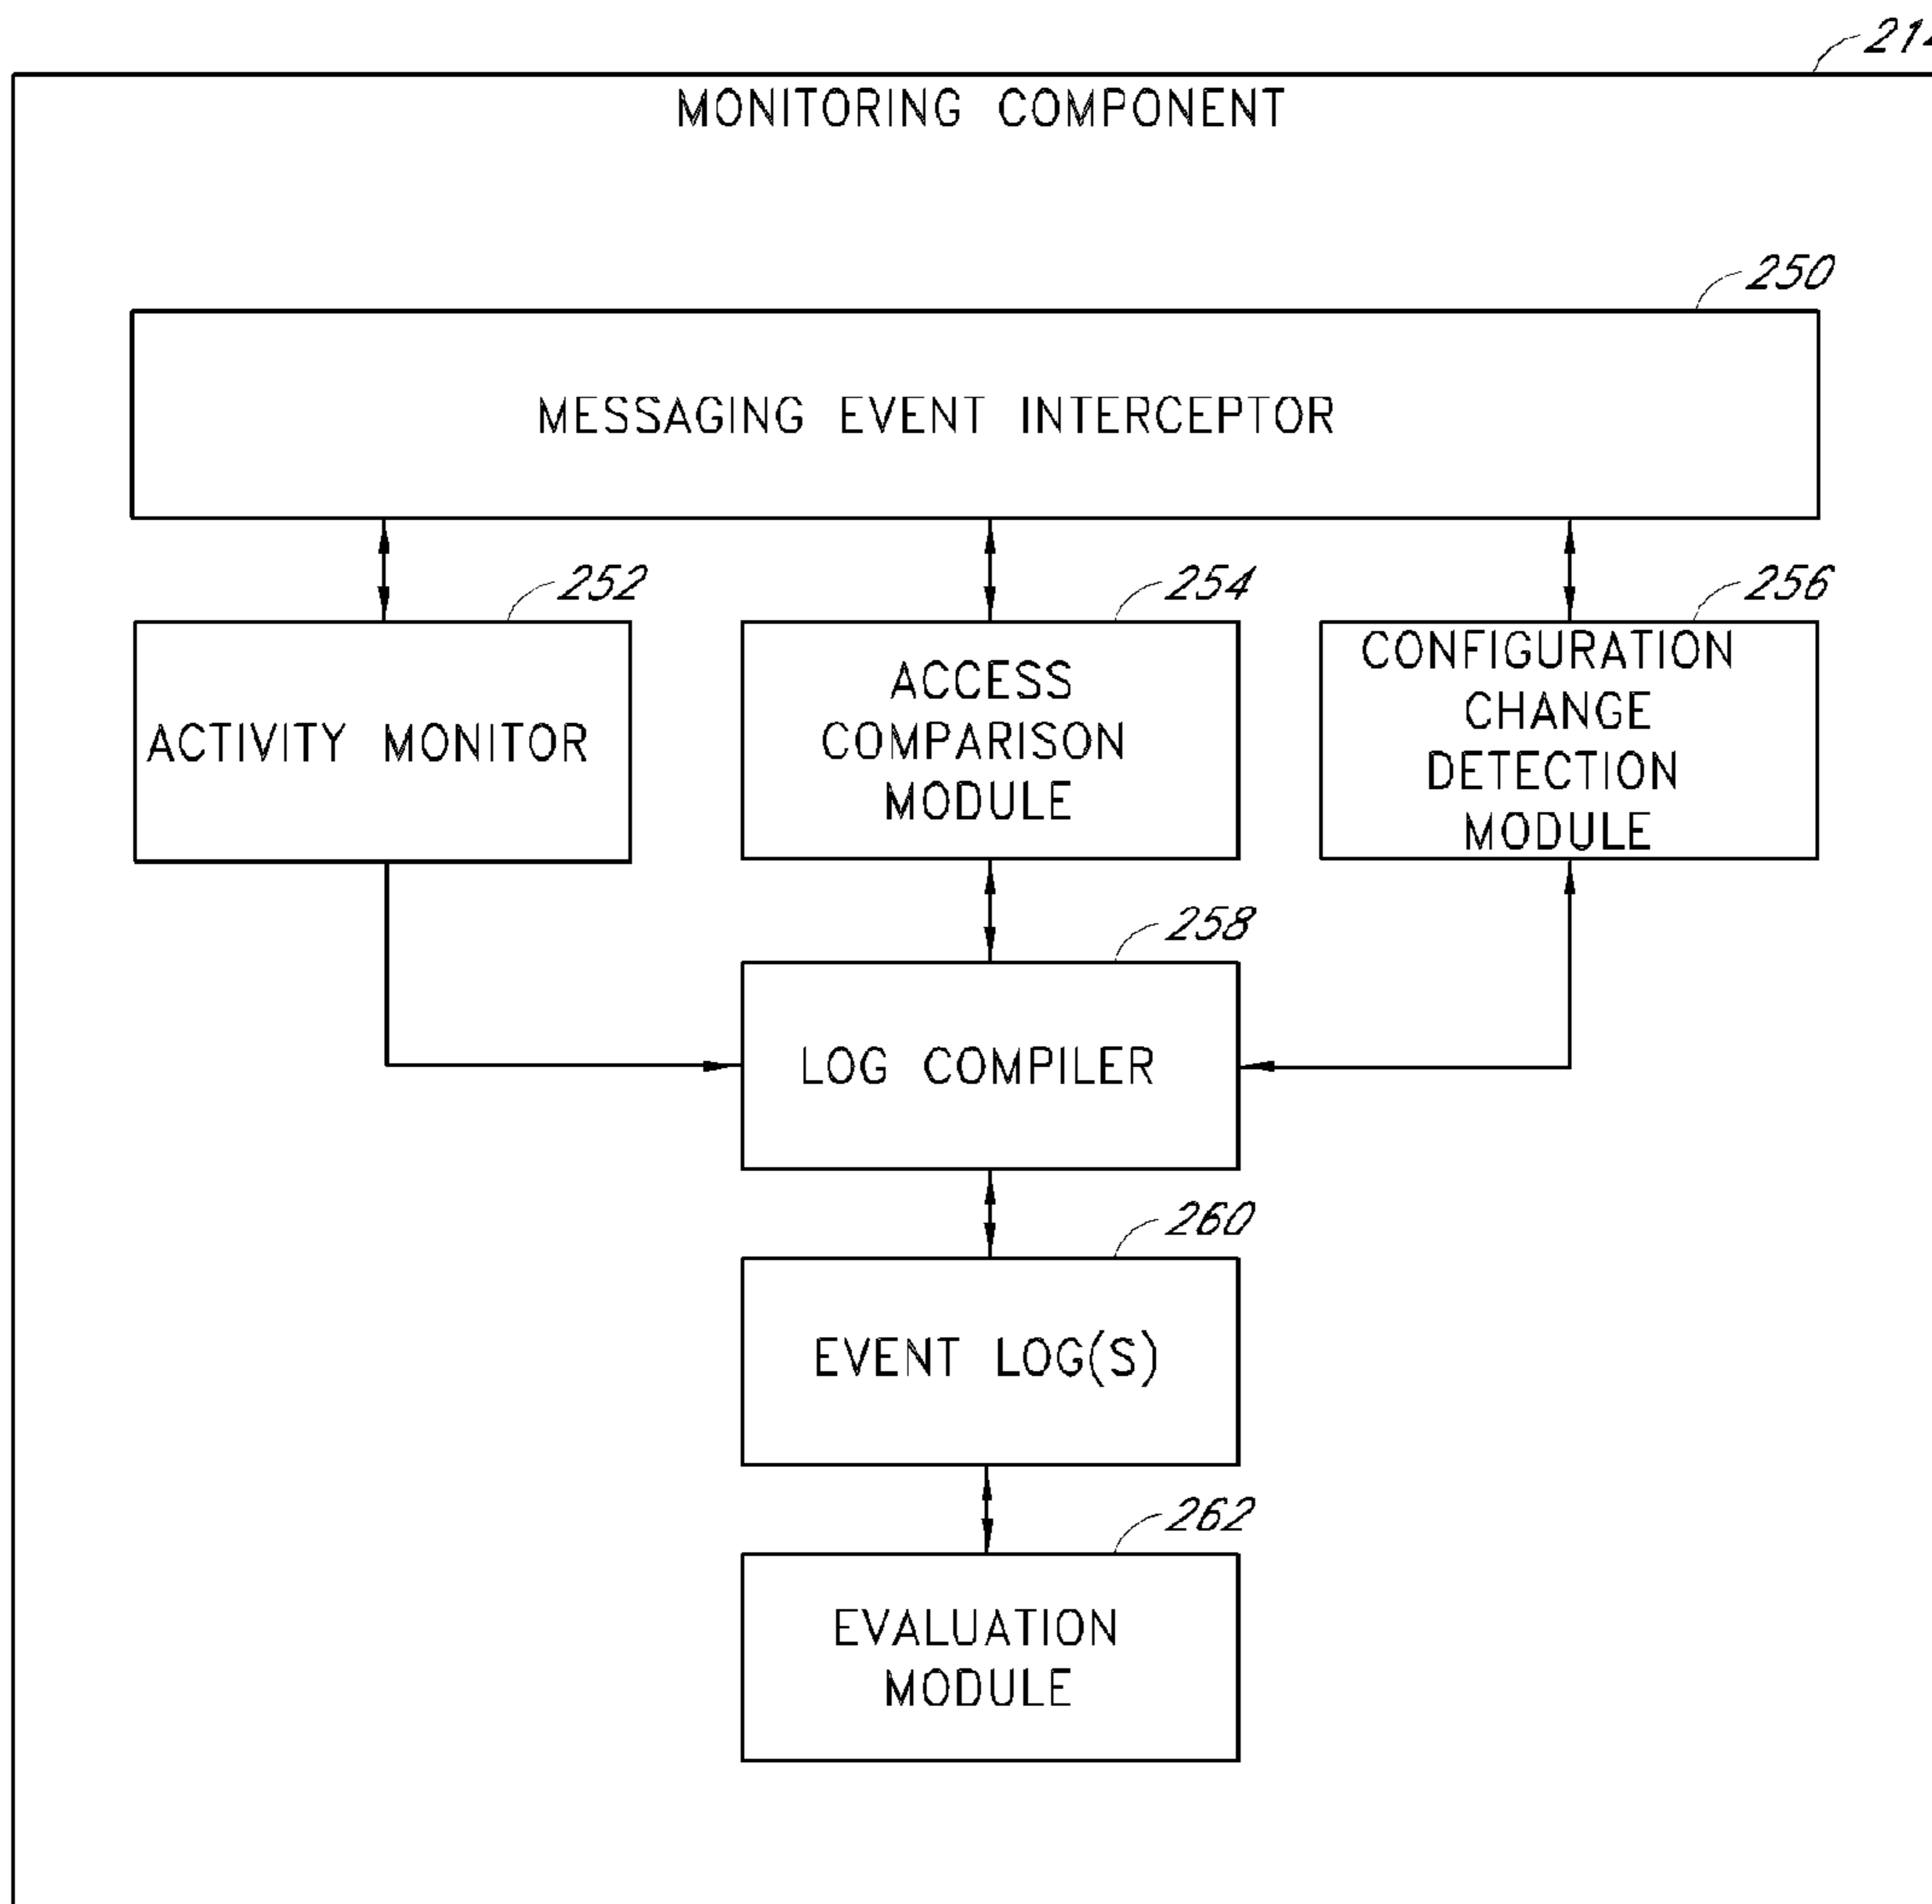 MONITORING COMPONENT
250
MESSAGING EVENT INTERCEPTOR
252
254
256
ACTIVITY MONITOR
ACCESS
COMPARISON
MODULE
CONFIGURATION
CHANGE
DETECTION
MODULE
258
LOG COMPILER
260
EVENT LOG(S)
262
EVALUATION
MODULE